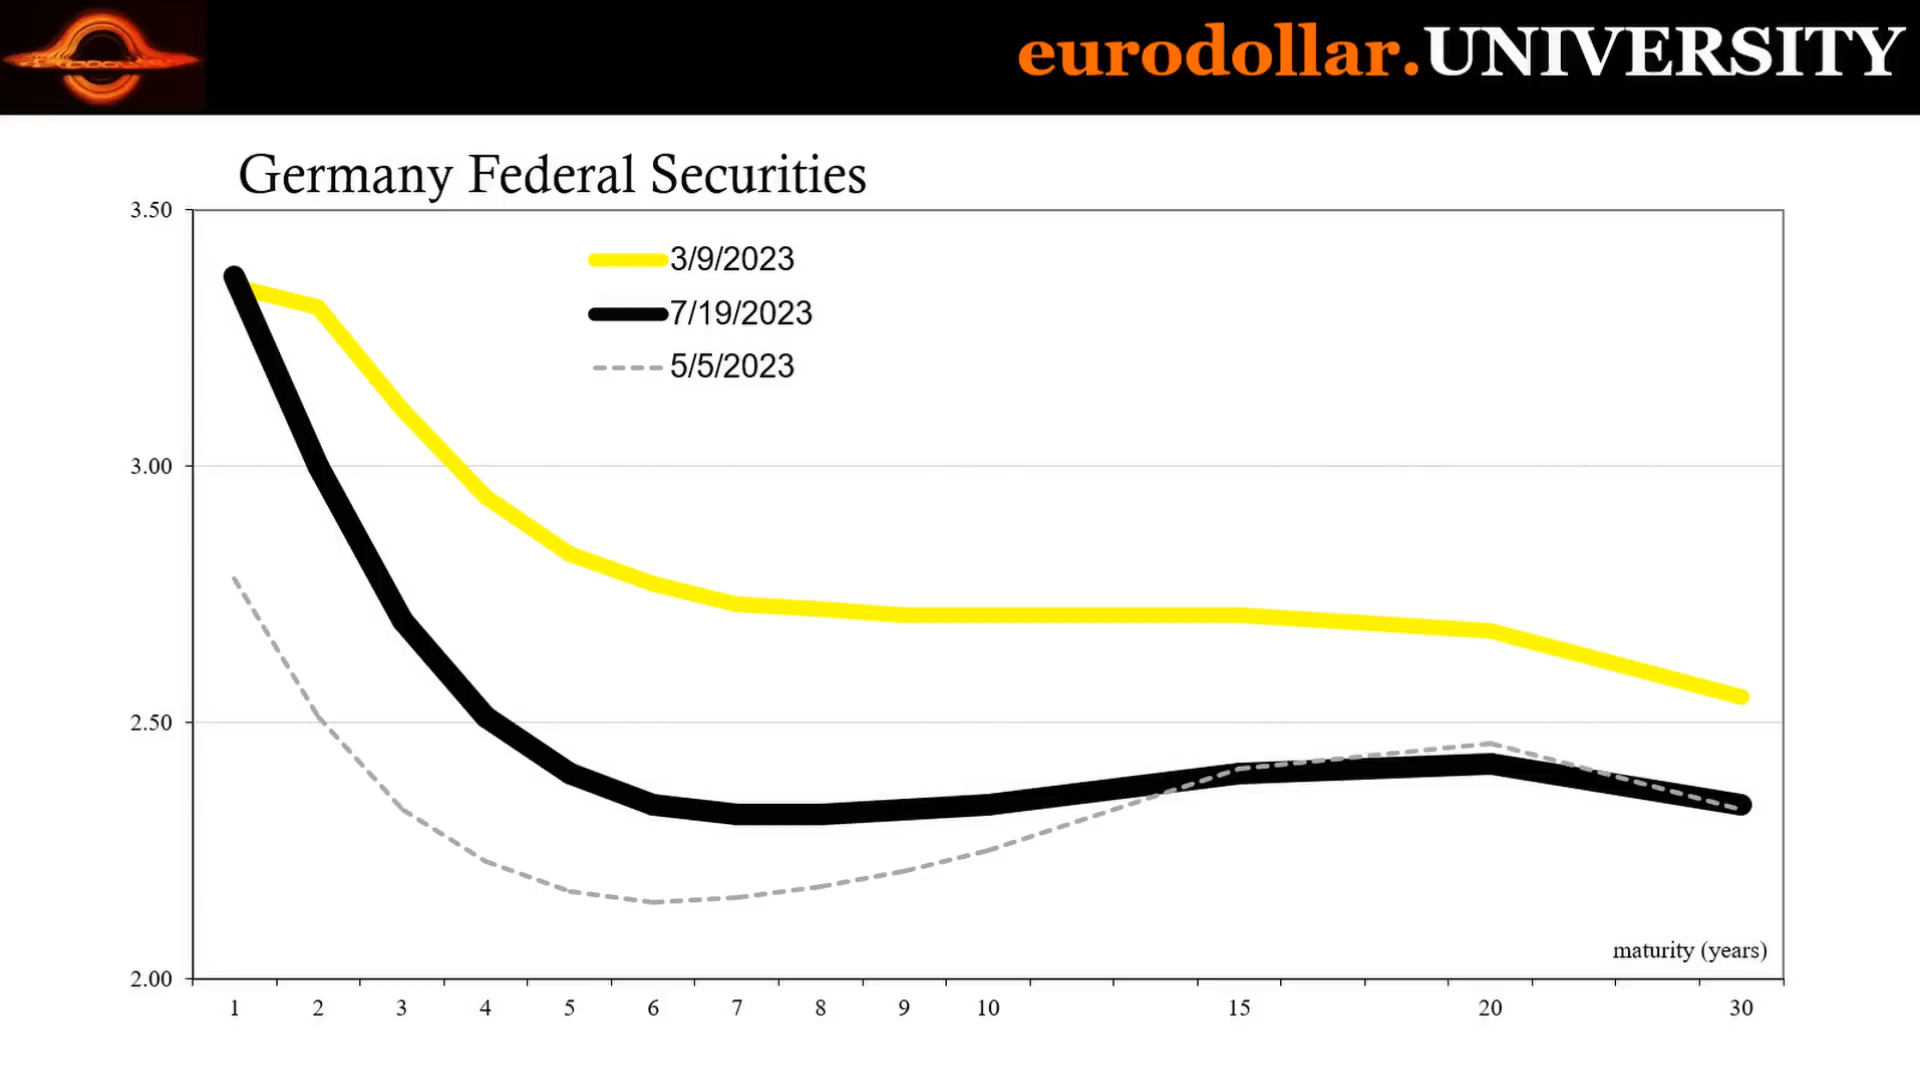 eurodollar.UNIVERSITY
Germany Federal Securities
3.50
3/9/2023
7/19/2023
5/5/2023
3.00
2.50
maturity (years)
2.00
1 2 3 4 5 6 7 8 9 10 15 20 30